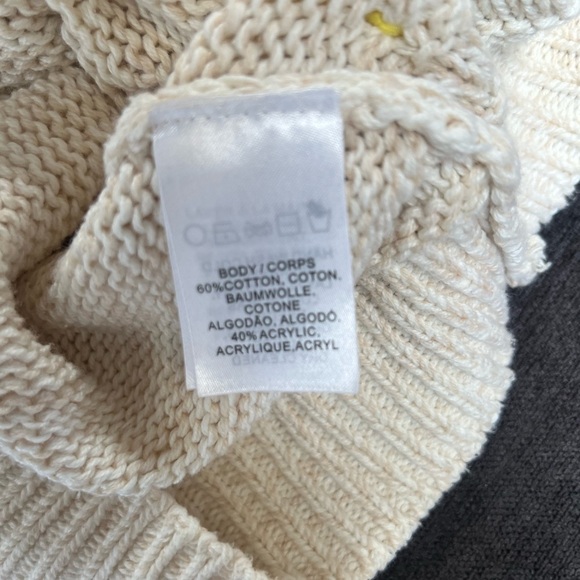 BODY / CORPS
60%COTTON, COTON,
BAUMWOLLE,
COTONE
ALGODÃO, ALGODÓ.
40% ACRYLIC,
ACRYLIQUE,ACRYL